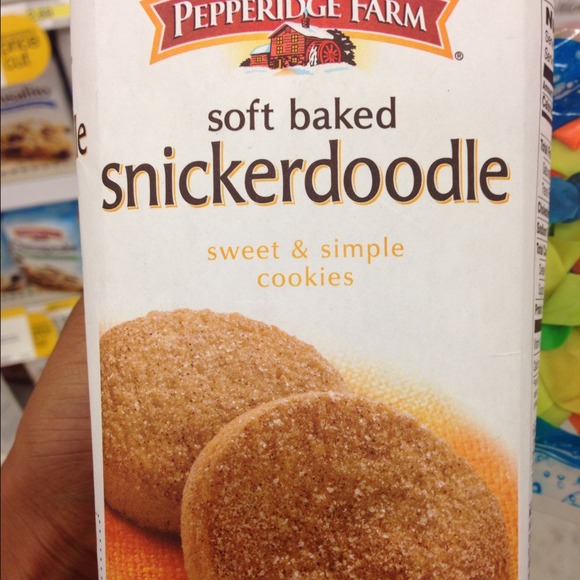 PEPPERIDGE FARM
®
soft baked
snickerdoodle
sweet & simple
cookies